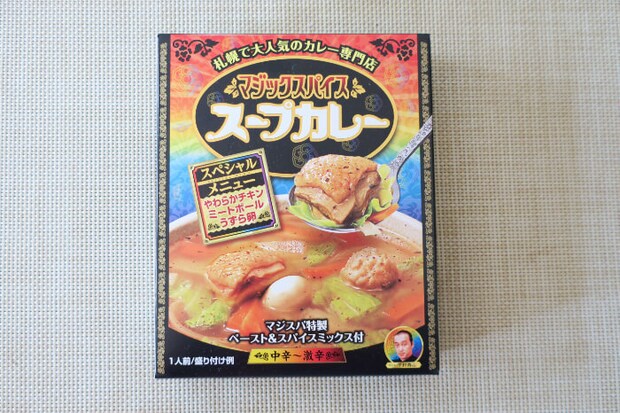 札幌で大人気のカレー専門店
マジックスパイス
スープカレー
スペシャル
メニュー
やわらかチキン
ミートボール
うずら卵
マジスパ特製
ペースト&スパイスミックス付
中辛～激辛
1人前/盛り付け例